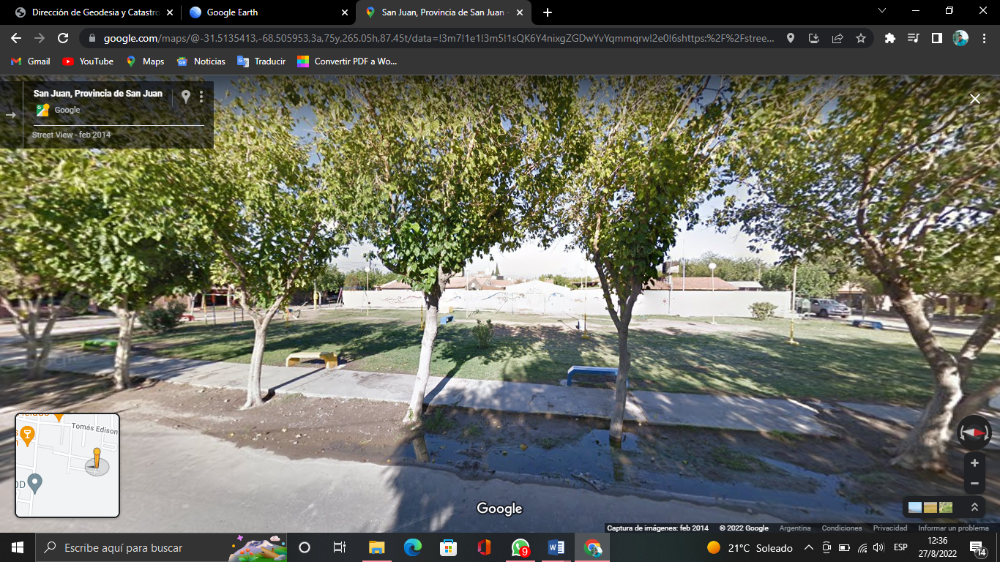 Dirección de Geodesia y Catastro
Google Earth
San Juan, Provincia de San Juan -
google.com/maps/@-31.5135413,-68.505953,3a,75y,265.05h,87.45t/data=!3m7!1e1!3m5!1sQK6Y4nixgZGDwYvYqmmqrw!2e0!6shttps:%2F%2Fstree...
Gmail
YouTube
Maps
Noticias
Traducir
Convertir PDF a Wo...
San Juan, Provincia de San Juan
Google
Street View - feb 2014
Google
Tomás Edison
OD
Google
Captura de imágenes: feb 2014
© 2022 Google
Argentina
Condiciones
Privacidad
Informar un problema
Escribe aquí para buscar
9
21°C Soleado
ESP
12:36
27/8/2022
14